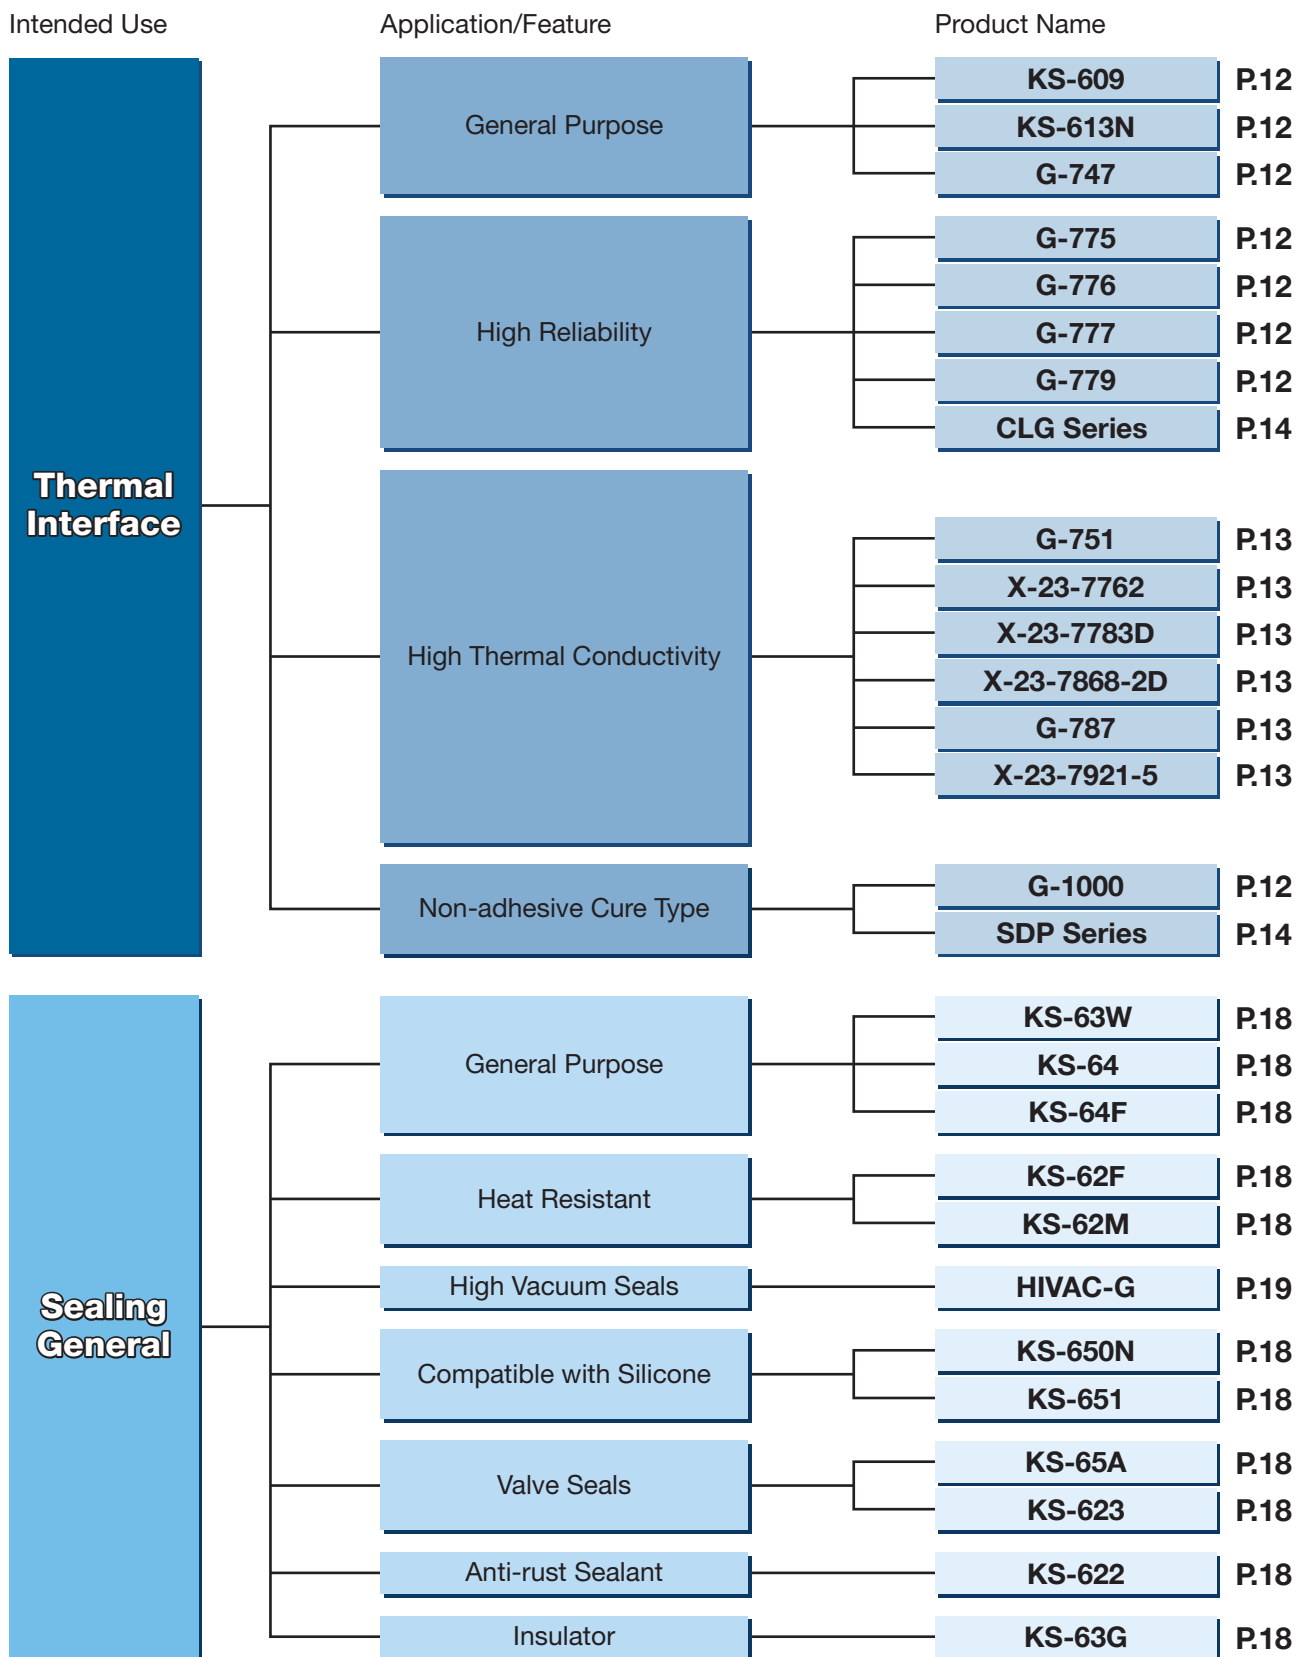 Intended Use
Application/Feature
Product Name
Thermal
Interface
General Purpose
KS-609 P.12
KS-613N P.12
G-747 P.12
High Reliability
G-775 P.12
G-776 P.12
G-777 P.12
G-779 P.12
CLG Series P.14
High Thermal Conductivity
G-751 P.13
X-23-7762 P.13
X-23-7783D P.13
X-23-7868-2D P.13
G-787 P.13
X-23-7921-5 P.13
Non-adhesive Cure Type
G-1000 P.12
SDP Series P.14
Sealing
General
General Purpose
KS-63W P.18
KS-64 P.18
KS-64F P.18
Heat Resistant
KS-62F P.18
KS-62M P.18
High Vacuum Seals
HIVAC-G P.19
Compatible with Silicone
KS-650N P.18
KS-651 P.18
Valve Seals
KS-65A P.18
KS-623 P.18
Anti-rust Sealant
KS-622 P.18
Insulator
KS-63G P.18